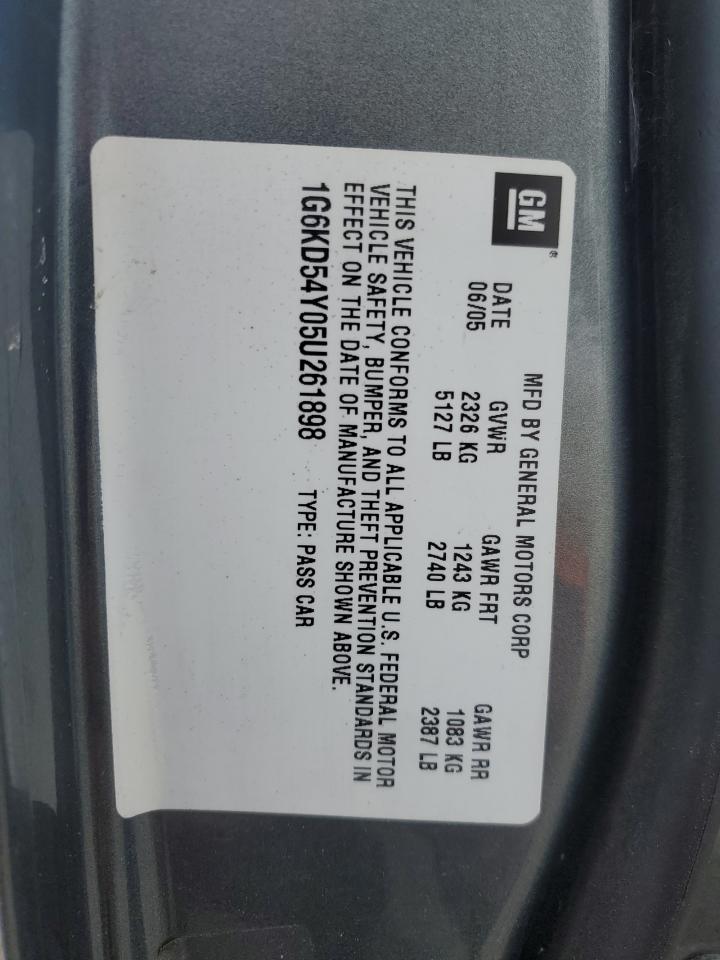 GM®
MFD BY GENERAL MOTORS CORP
DATE GVWR GAWR FRT GAWR RR
06/05 2326 KG 1243 KG 1083 KG
5127 LB 2740 LB 2387 LB
THIS VEHICLE CONFORMS TO ALL APPLICABLE U.S. FEDERAL MOTOR
VEHICLE SAFETY, BUMPER, AND THEFT PREVENTION STANDARDS IN
EFFECT ON THE DATE OF MANUFACTURE SHOWN ABOVE.
1G6KD54Y05U261898 TYPE: PASS CAR